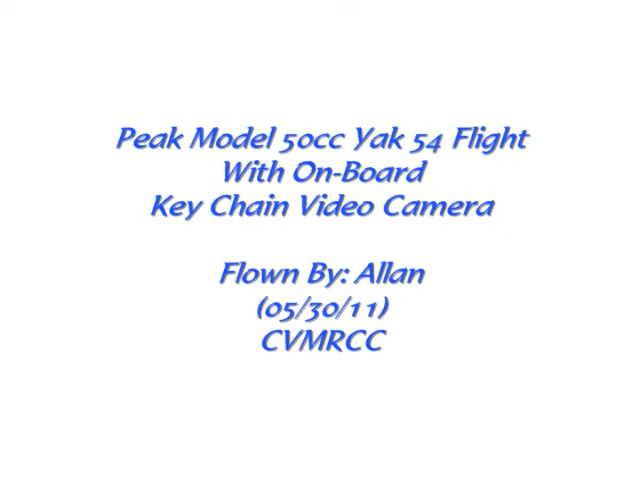 Peak Model 50cc Yak 54 Flight
With On-Board
Key Chain Video Camera
Flown By: Allan
(05/30/11)
CVMRCC